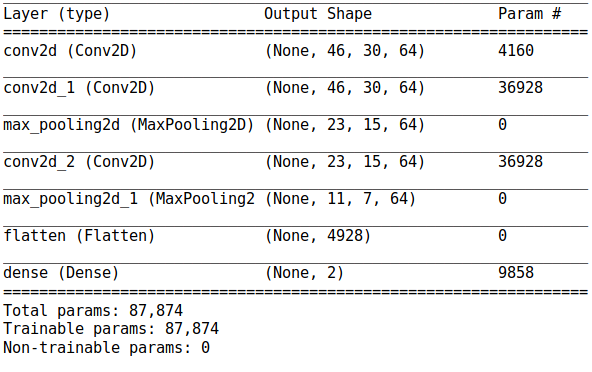 Layer (type) Output Shape Param #
=================================================================
conv2d (Conv2D) (None, 46, 30, 64) 4160
conv2d_1 (Conv2D) (None, 46, 30, 64) 36928
max_pooling2d (MaxPooling2D) (None, 23, 15, 64) 0
conv2d_2 (Conv2D) (None, 23, 15, 64) 36928
max_pooling2d_1 (MaxPooling2 (None, 11, 7, 64) 0
flatten (Flatten) (None, 4928) 0
dense (Dense) (None, 2) 9858
=================================================================
Total params: 87,874
Trainable params: 87,874
Non-trainable params: 0